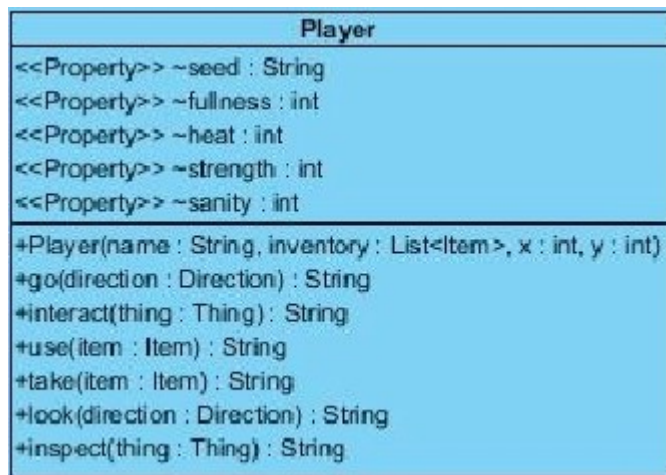 Player
<<Property>> ~seed : String
<<Property>> ~fullness : int
<<Property>> ~heat : int
<<Property>> ~strength : int
<<Property>> ~sanity : int
+Player(name : String, inventory : List<Item>, x : int, y : int)
+go(direction : Direction) : String
+interact(thing : Thing) : String
+use(item : Item) : String
+take(item : Item) : String
+look(direction : Direction) : String
+inspect(thing : Thing) : String